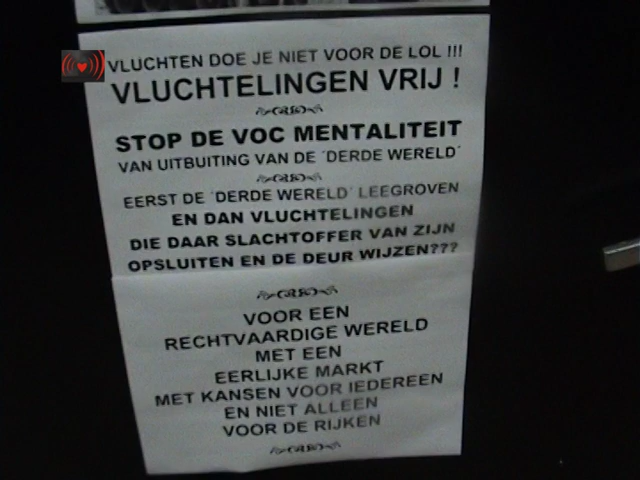 VLUCHTEN DOE JE NIET VOOR DE LOL !!!
VLUCHTELINGEN VRIJ !
STOP DE VOC MENTALITEIT
VAN UITBUITING VAN DE ´DERDE WERELD´
EERST DE ´DERDE WERELD´ LEEGROVEN
EN DAN VLUCHTELINGEN
DIE DAAR SLACHTOFFER VAN ZIJN
OPSLUITEN EN DE DEUR WIJZEN???
VOOR EEN
RECHTVAARDIGE WERELD
MET EEN
EERLIJKE MARKT
MET KANSEN VOOR IEDEREEN
EN NIET ALLEEN
VOOR DE RIJKEN